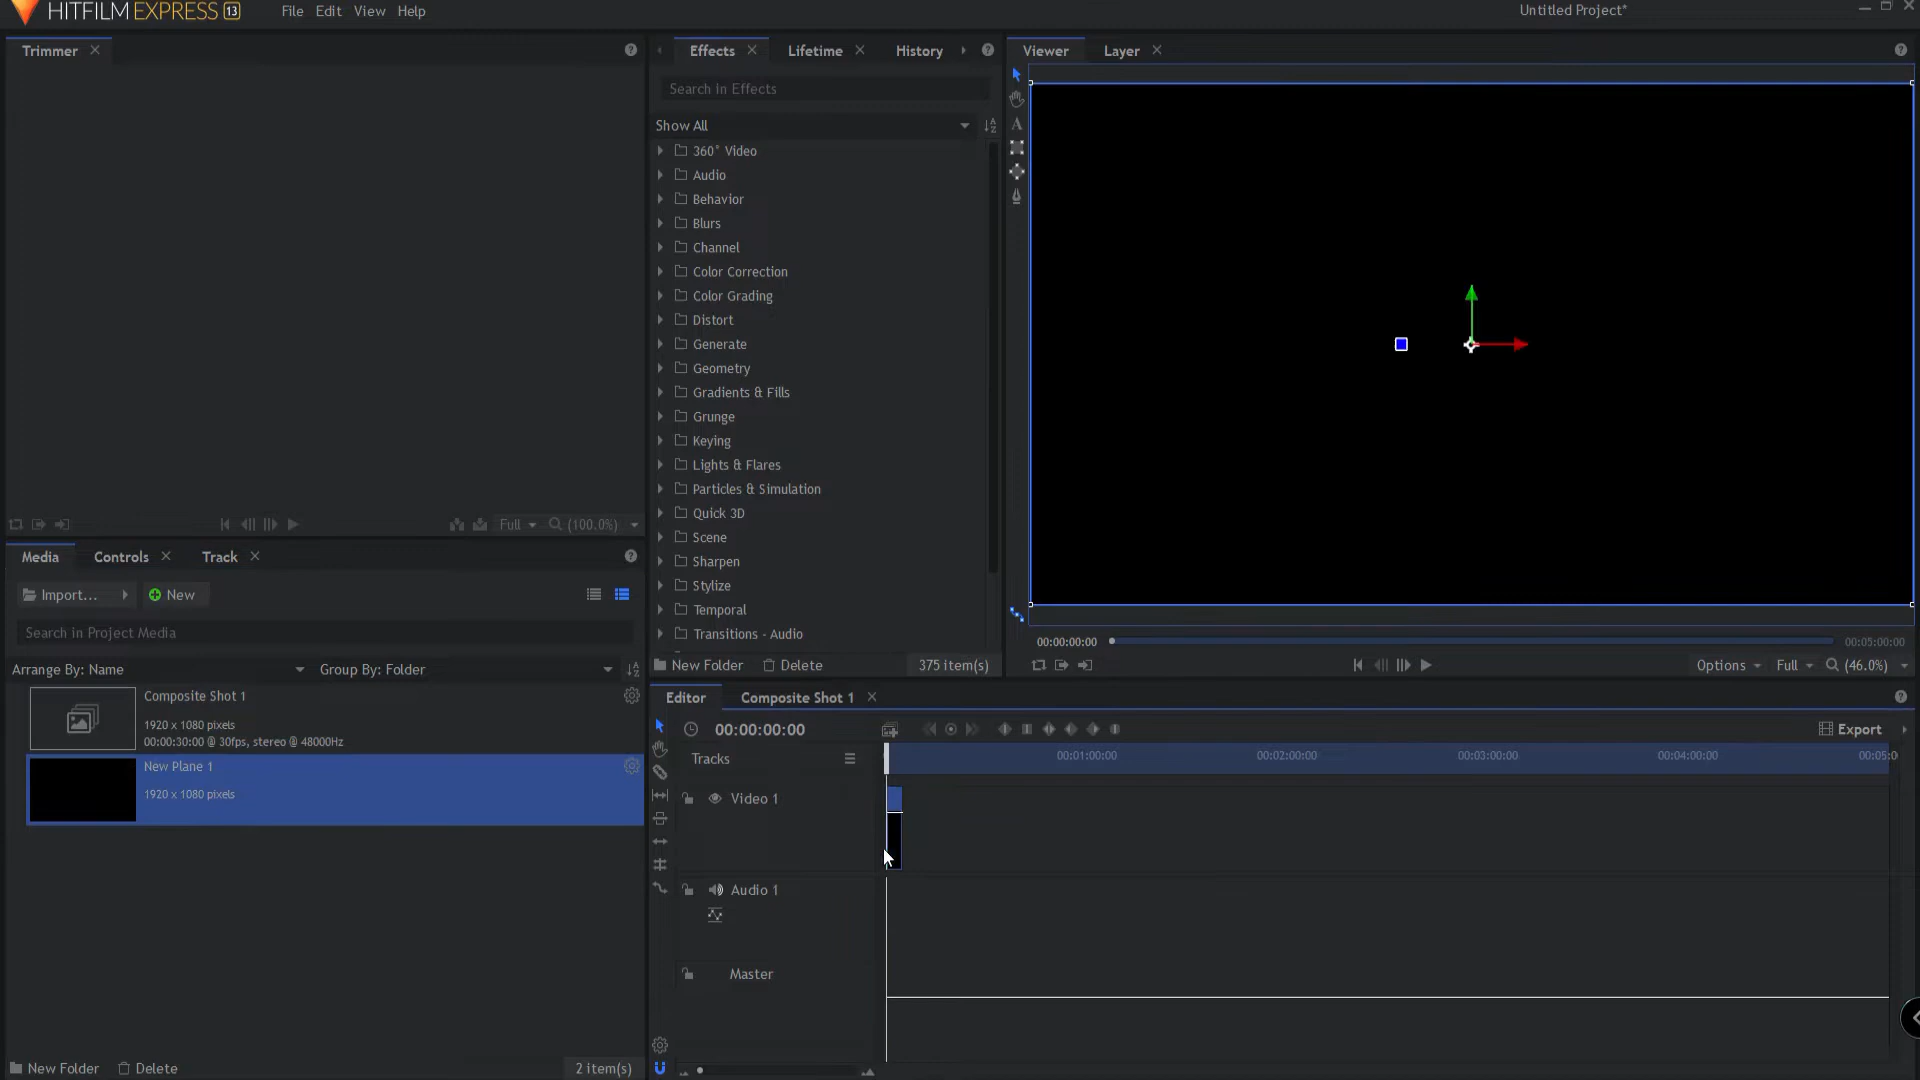 HITFILM EXPRESS 13 File Edit View Help Untitled Project*
Trimmer
Effects Lifetime History
Viewer Layer
Search In Effects
Show All
360° Video
Audio
Behavior
Blurs
Channel
Color Correction
Color Grading
Distort
Generate
Geometry
Gradients & Fills
Grunge
Keying
Lights & Flares
Particles & Simulation
Quick 3D
Scene
Sharpen
Stylize
Temporal
Transitions - Audio
New Folder Delete 375 item(s)
Full (100.0%)
00:00:00:00 00:05:00:00
Options Full (46.0%)
Media Controls Track
Import... New
Search in Project Media
Arrange By: Name Group By: Folder
Composite Shot 1
1920 x 1080 pixels
00:00:30:00 @ 30fps, stereo @ 48000Hz
New Plane 1
1920 x 1080 pixels
New Folder Delete 2 item(s)
Editor Composite Shot 1
00:00:00:00 Export
Tracks 00:01:00:00 00:02:00:00 00:03:00:00 00:04:00:00 00:05:0
Video 1
Audio 1
Master